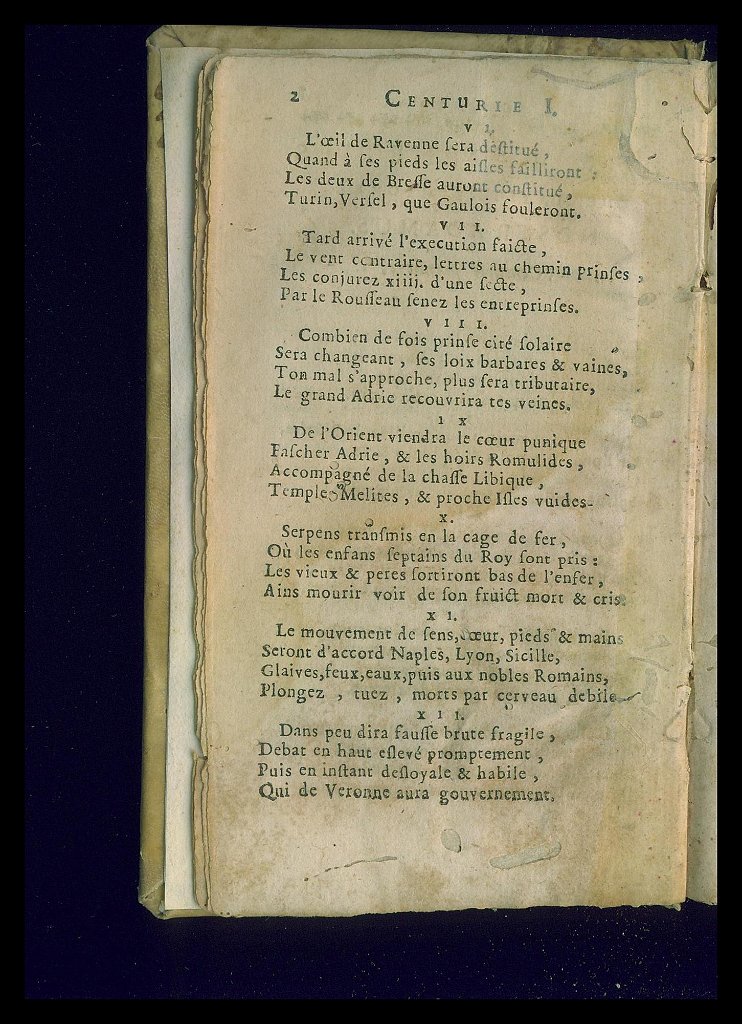 2 CENTURIE I.
VI.
L'œil de Ravenne ſera deſtitué,
Quand à ſes pieds les aiſles failliront :
Les deux de Breſſe auront conſtitué,
Turin, Verſel, que Gaulois fouleront.
VII.
Tard arrivé l'execution faicte,
Le vent contraire, lettres au chemin prinſes,
Les conjurez xiiij. d'une ſecte,
Par le Rouſſeau ſenez les entreprinſes.
VIII.
Combien de fois prinſe cité ſolaire
Sera changeant, ſes loix barbares & vaines,
Ton mal s'approche, plus ſera tributaire,
Le grand Adrie recouvrira tes veines.
IX
De l'Orient viendra le cœur punique
Faſcher Adrie, & les hoirs Romulides,
Accompagné de la chaſſe Libique,
Temples Melites, & proche Iſles vuides.
X.
Serpens tranſmis en la cage de fer,
Où les enfans ſeptains du Roy ſont pris :
Les vieux & peres ſortiront bas de l'enfer,
Ains mourir voir de ſon fruict mort & cris.
XI.
Le mouvement de ſens, cœur, pieds & mains
Seront d'accord Naples, Lyon, Sicille,
Glaives, feux, eaux, puis aux nobles Romains,
Plongez, tuez, morts par cerveau debile.
XII.
Dans peu dira fauſſe brute fragile,
Debat en haut eſlevé promptement,
Puis en inſtant deſloyale & habile,
Qui de Veronne aura gouvernement.